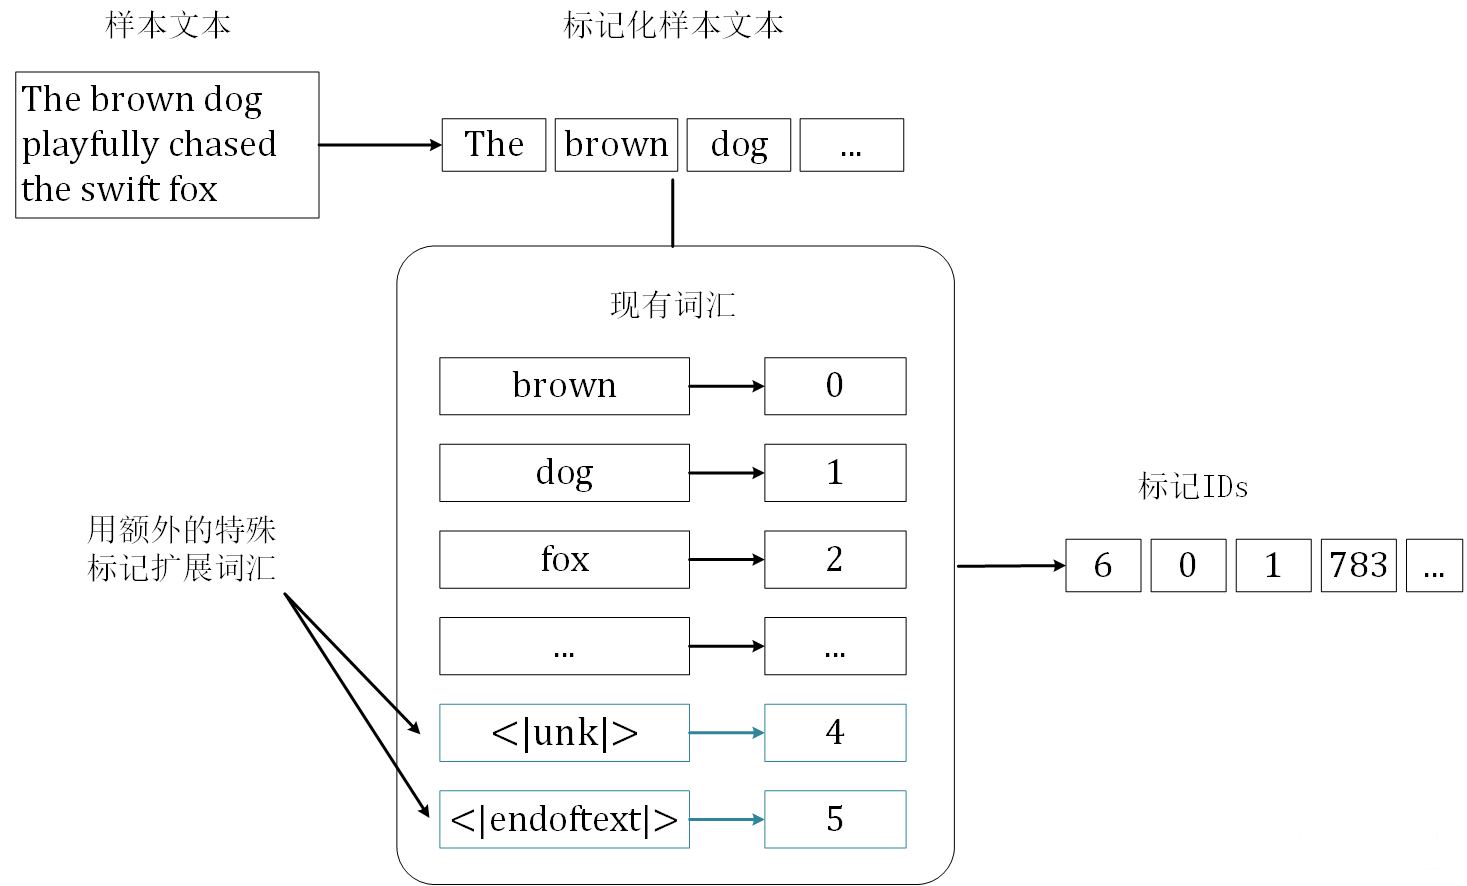 样本文本
标记化样本文本
The brown dog
playfully chased
the swift fox
The brown dog ...
现有词汇
brown 0
dog 1
fox 2
... ...
<|unk|> 4
<|endoftext|> 5
用额外的特殊
标记扩展词汇
标记IDs
6 0 1 783 ...